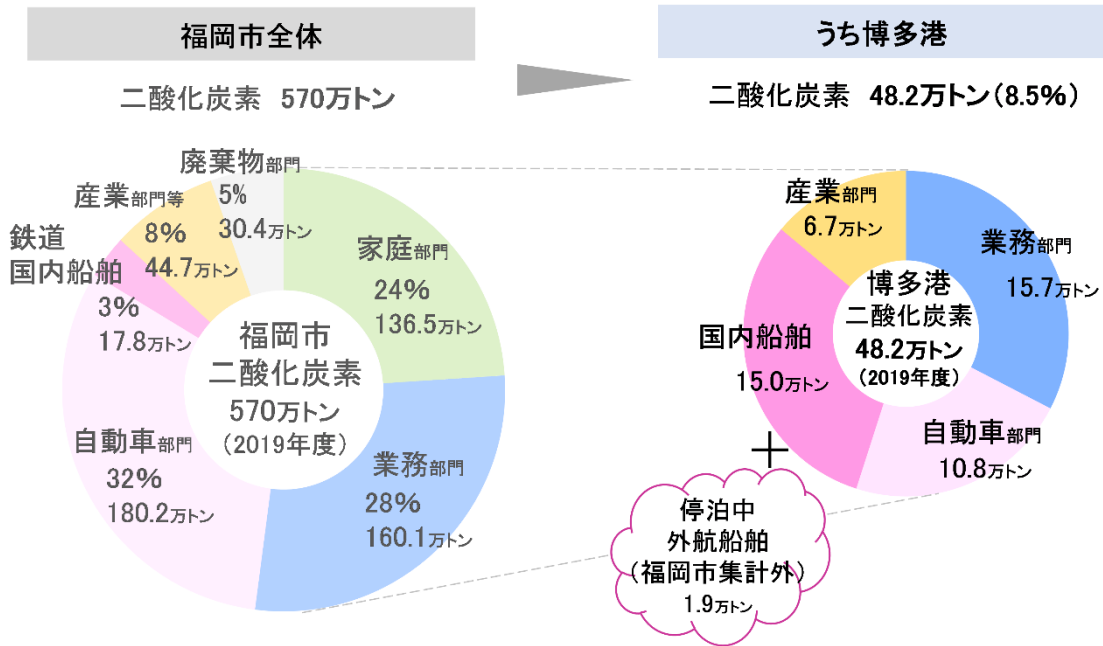 福岡市全体
二酸化炭素 570万トン
廃棄物部門
5%
30.4万トン
産業部門等
8%
44.7万トン
鉄道
国内船舶
3%
17.8万トン
家庭部門
24%
136.5万トン
福岡市
二酸化炭素
570万トン
(2019年度)
自動車部門
32%
180.2万トン
業務部門
28%
160.1万トン
うち博多港
二酸化炭素 48.2万トン(8.5%)
産業部門
6.7万トン
業務部門
15.7万トン
博多港
二酸化炭素
48.2万トン
(2019年度)
国内船舶
15.0万トン
自動車部門
10.8万トン
+
停泊中
外航船舶
(福岡市集計外)
1.9万トン